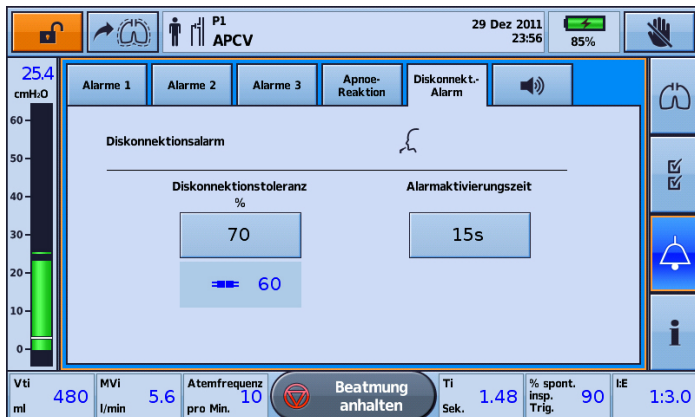 P1
APCV
29 Dez 2011
23:56
85%
25.4
cmH₂O
60
50
40
30
20
10
0
Alarme 1
Alarme 2
Alarme 3
Apnoe-
Reaktion
Diskonnekt.-
Alarm
Diskonnektionsalarm
Diskonnektionstoleranz
%
Alarmaktivierungszeit
70
15s
60
i
Vti
ml
480
MVi
l/min
5.6
Atemfrequenz
pro Min.
10
Beatmung
anhalten
Ti
Sek.
1.48
% spont.
insp.
Trig.
90
I:E
1:3.0